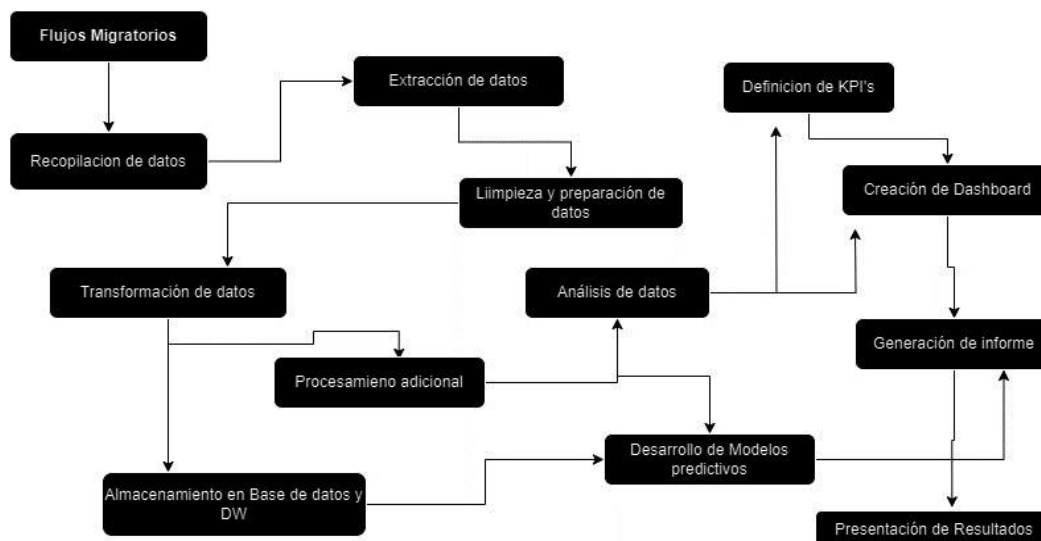 Flujos Migratorios
Recopilacion de datos
Extracción de datos
Liimpieza y preparación de
datos
Transformación de datos
Procesamieno adicional
Almacenamiento en Base de datos y
DW
Análisis de datos
Desarrollo de Modelos
predictivos
Definicion de KPI's
Creación de Dashboard
Generación de informe
Presentación de Resultados